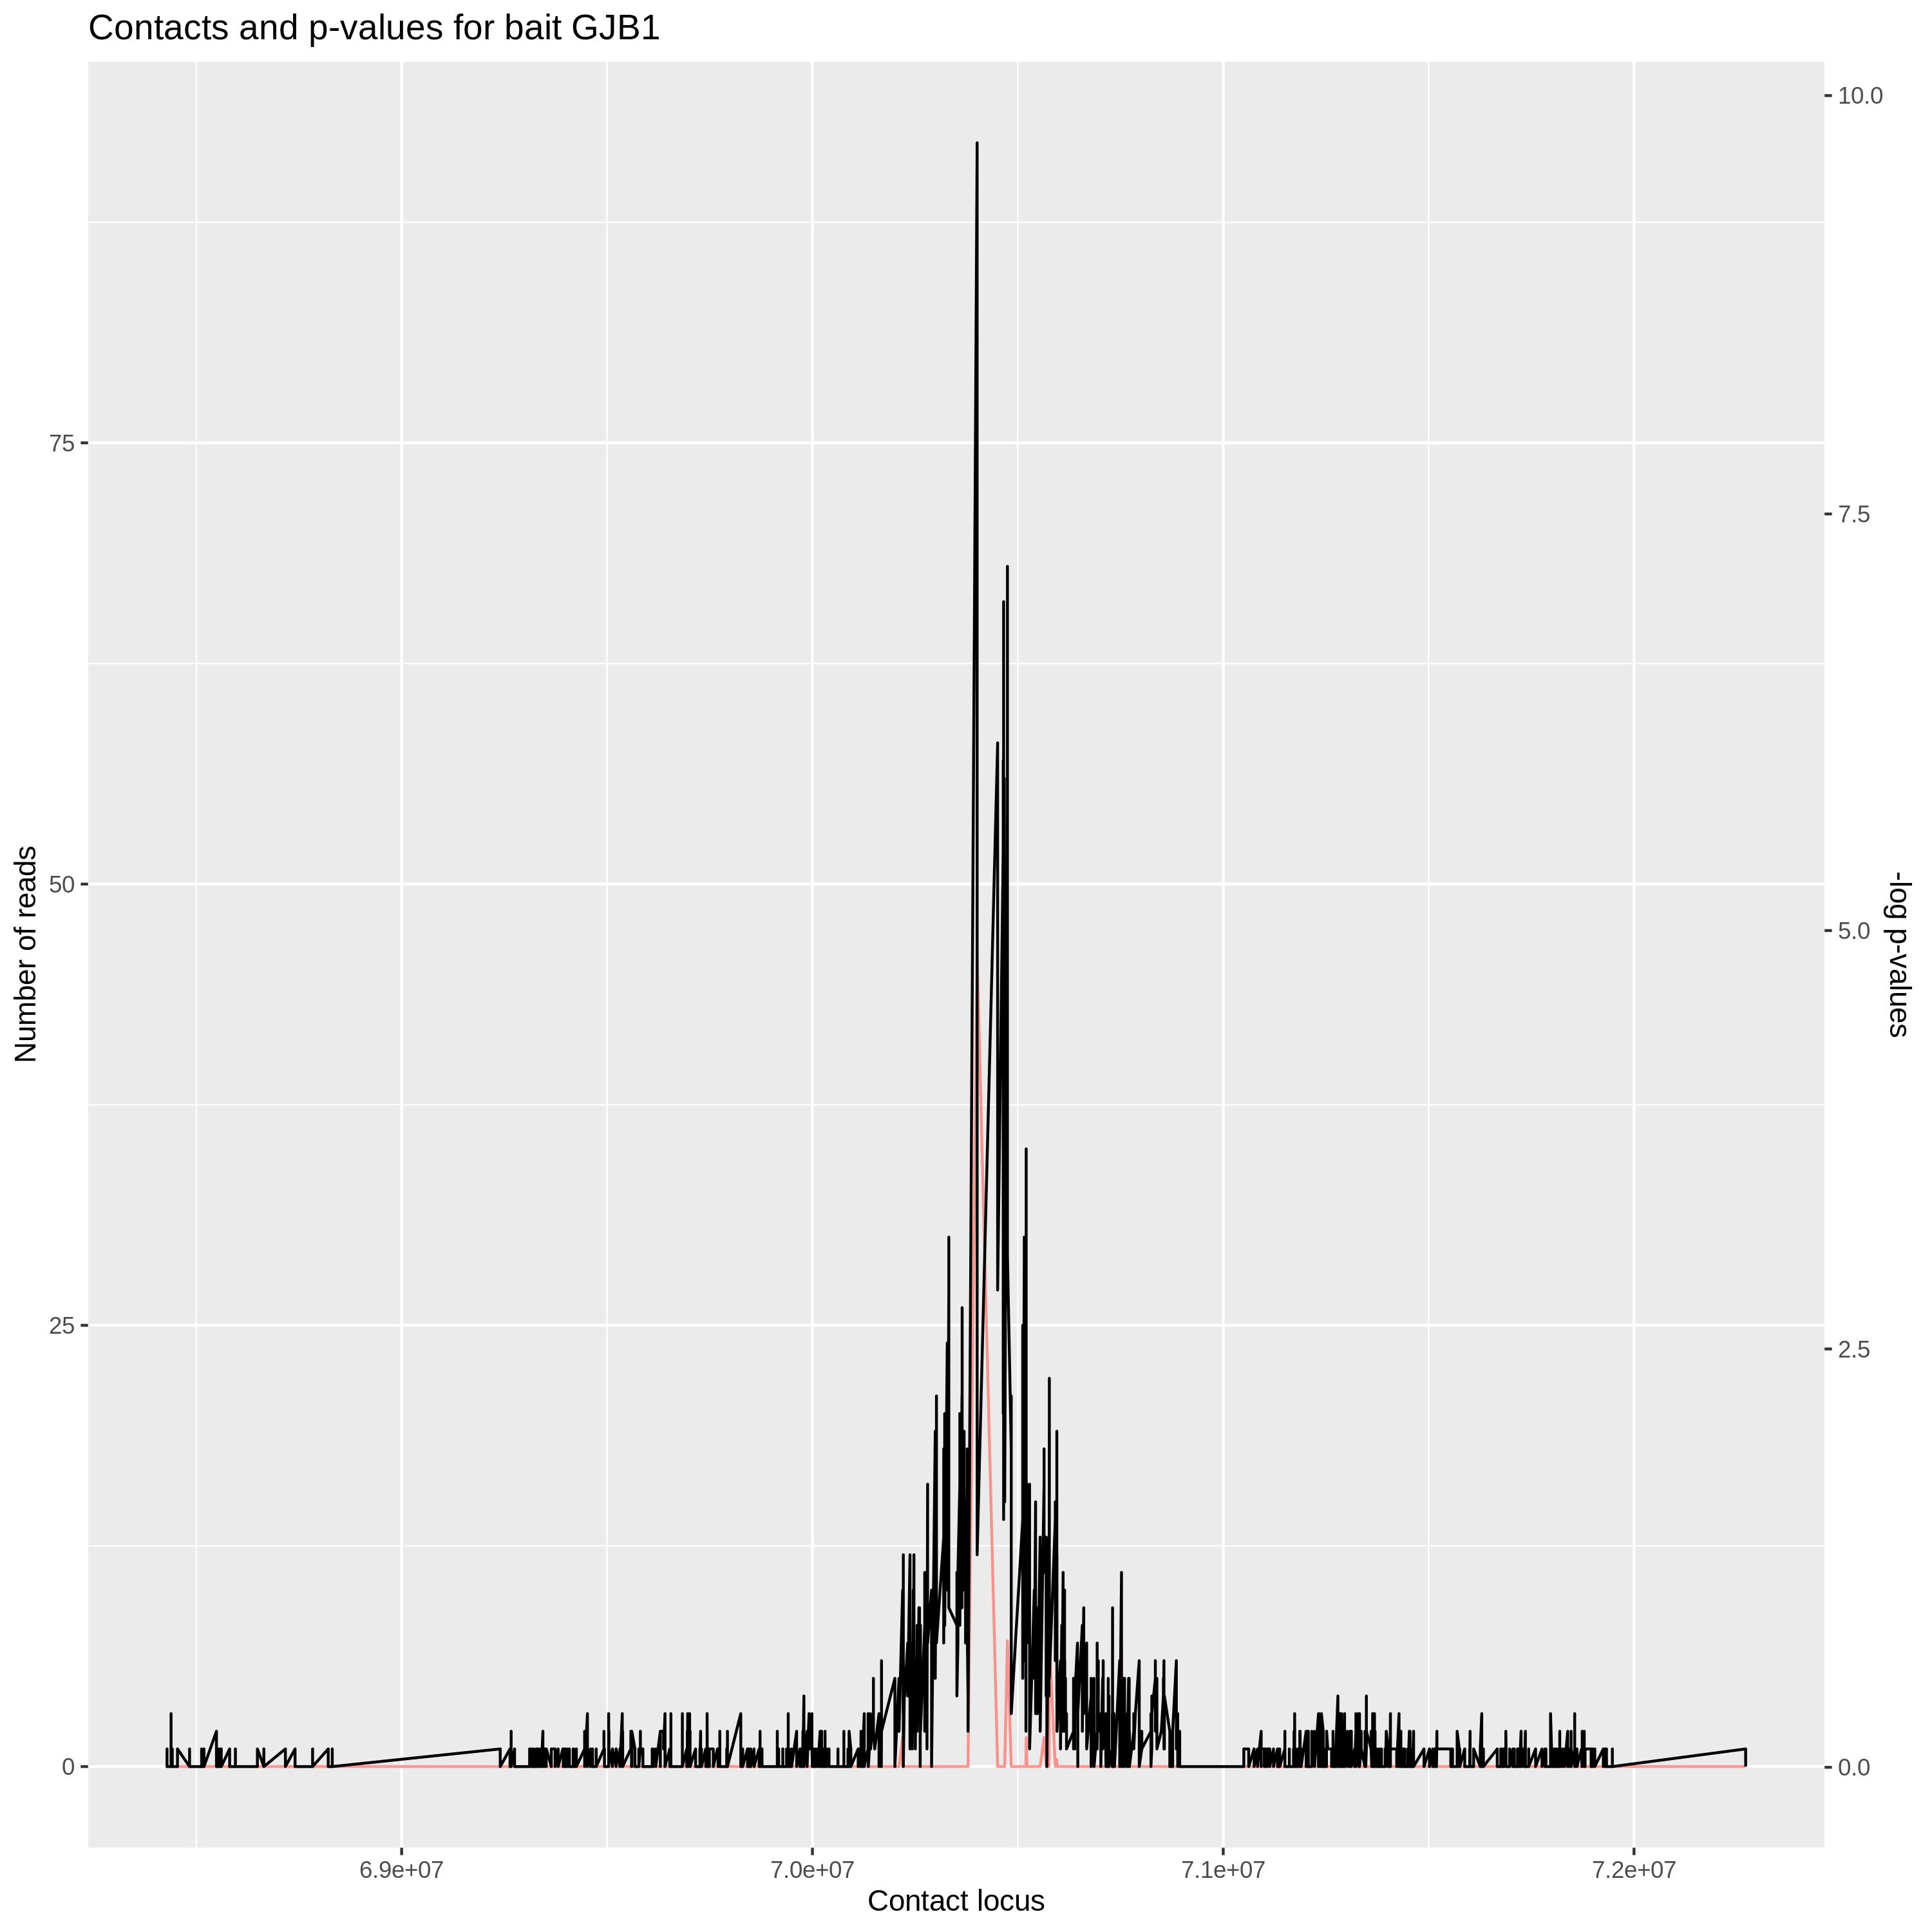 Contacts and p-values for bait GJB1
10.0
75
7.5
Number of reads
50
5.0
-log p-values
25
2.5
0
0.0
6.9e+07
7.0e+07
7.1e+07
7.2e+07
Contact locus